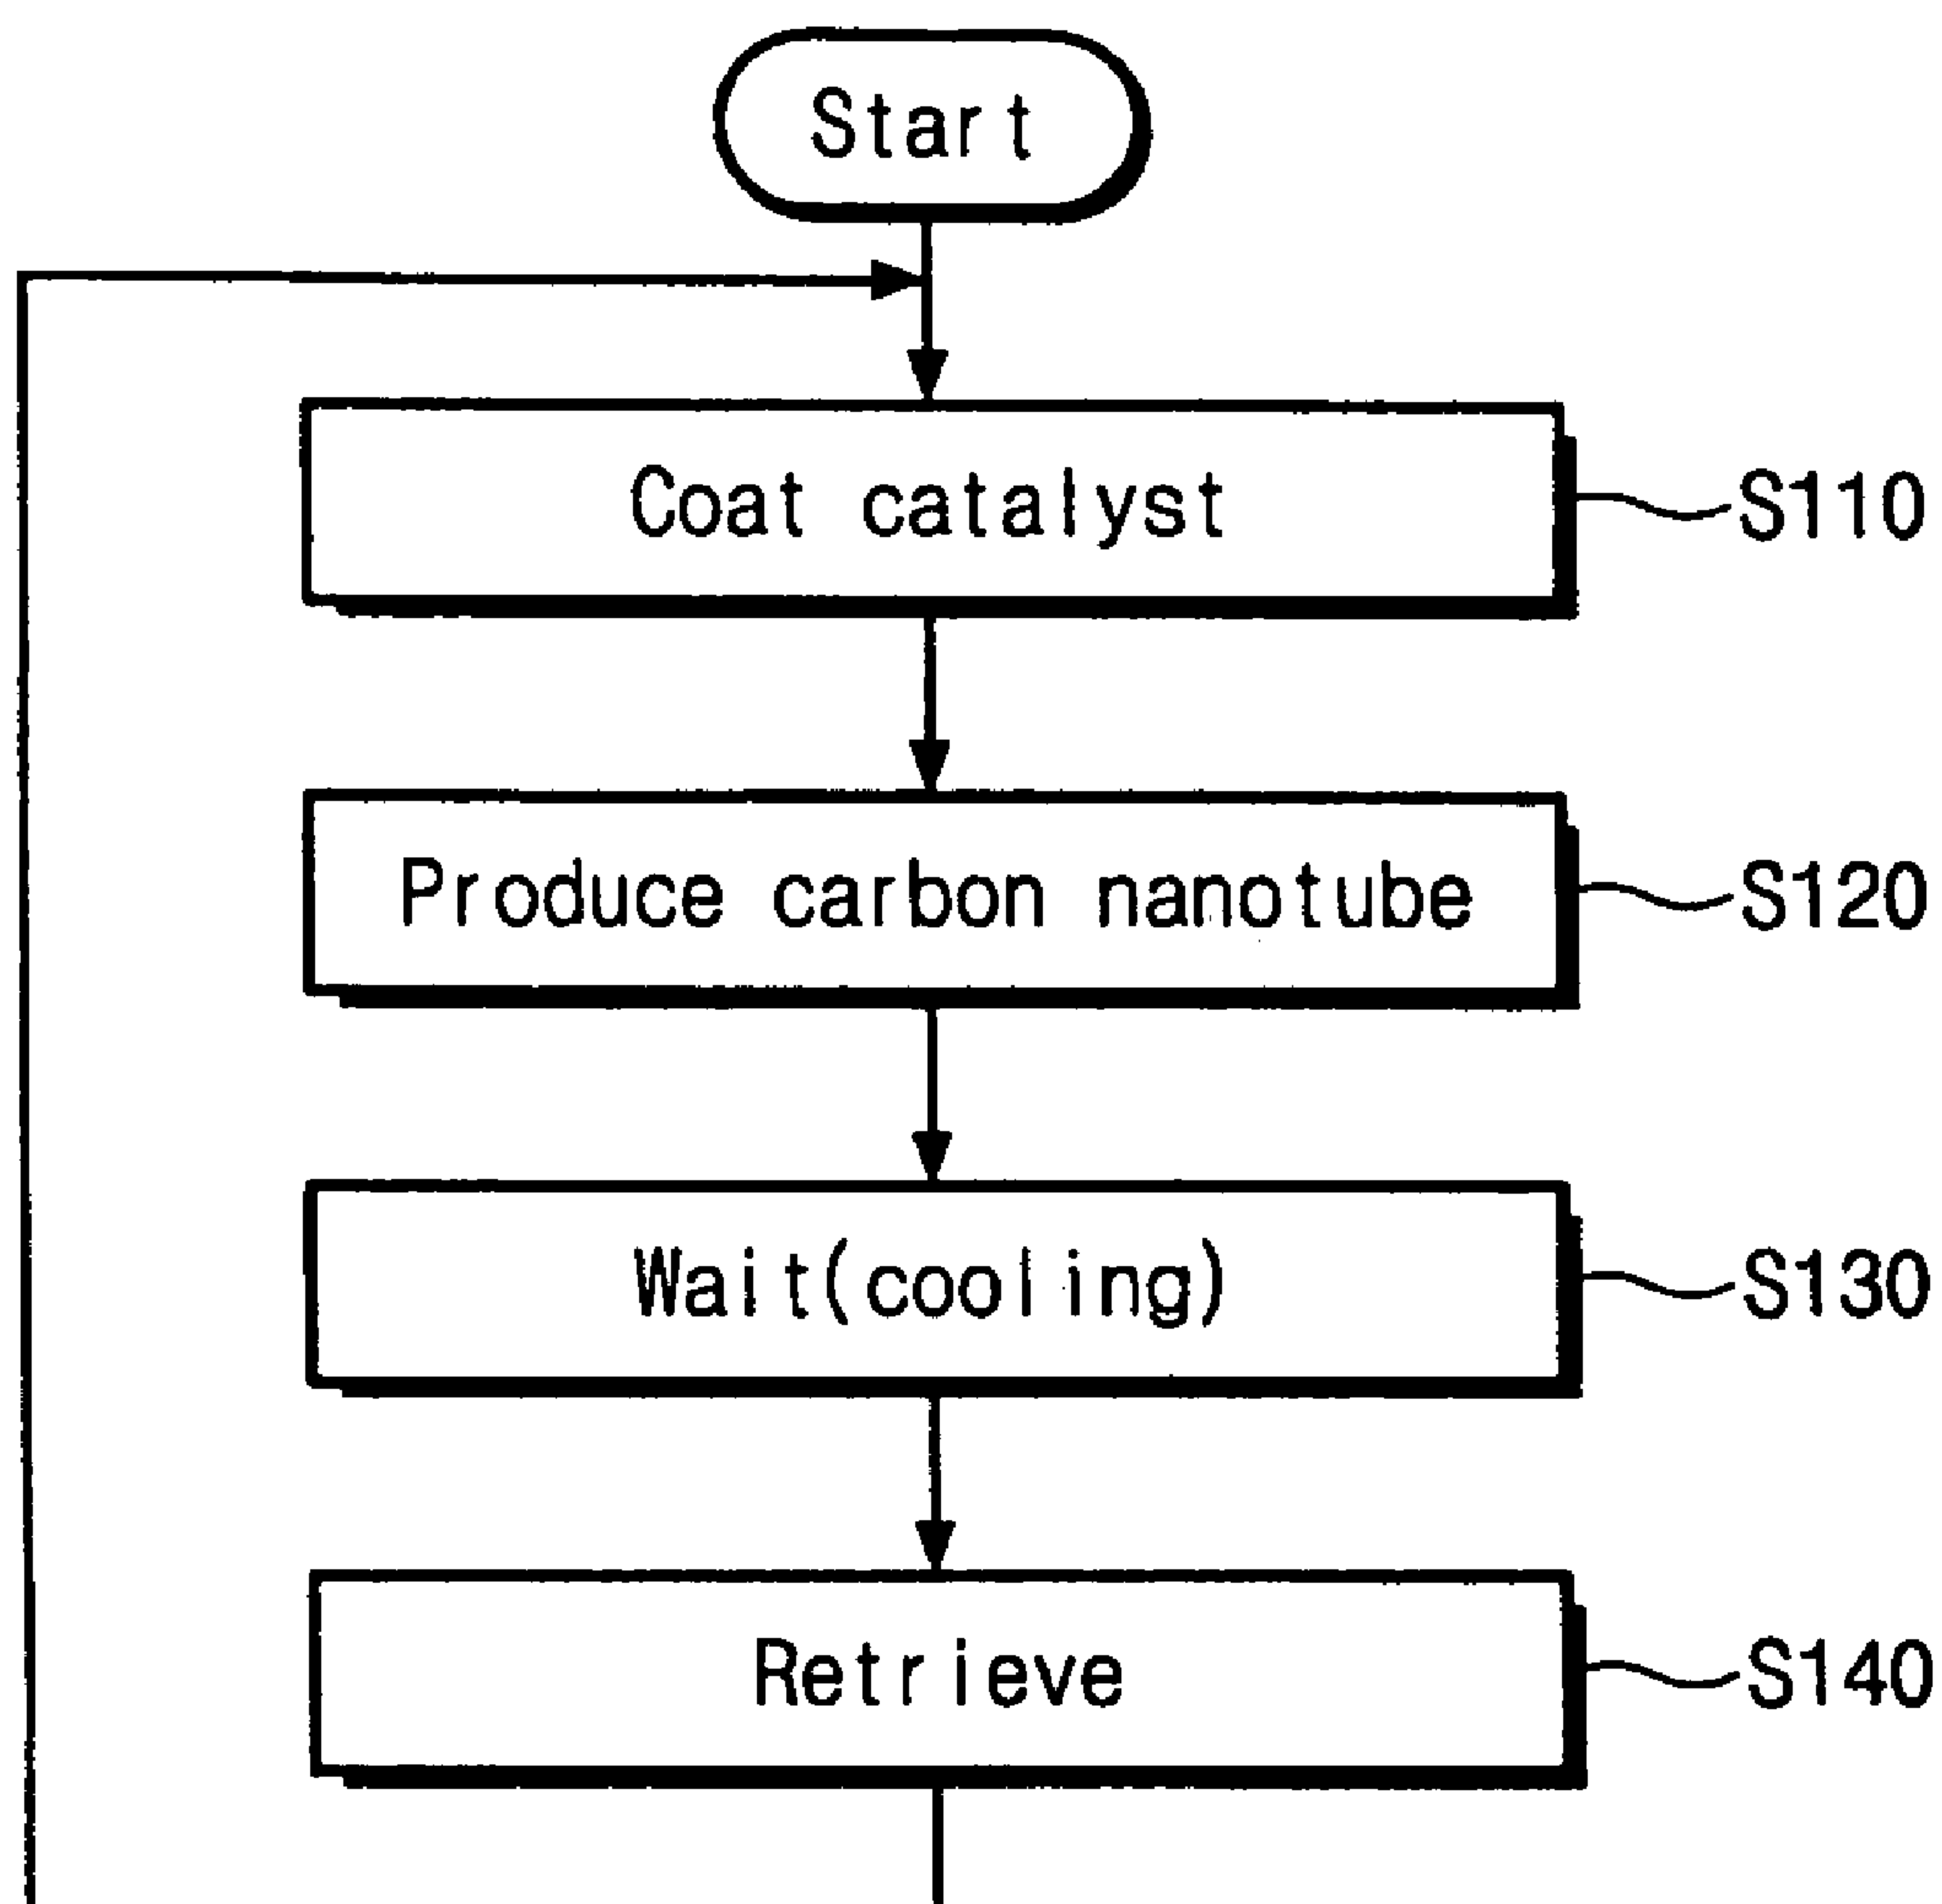 Start
Coat catalyst
S110
Produce carbon nanotube
S120
Wait(cooling)
S130
Retrieve
S140